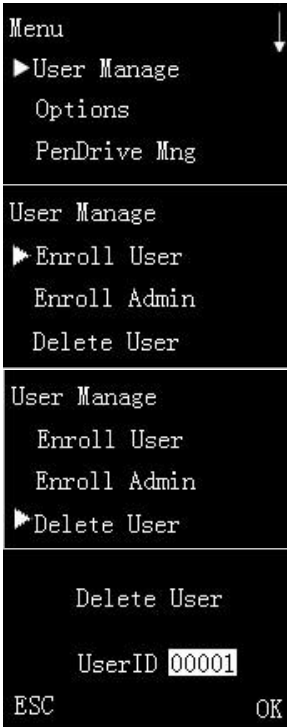 Menu
User Manage
Options
PenDrive Mng
User Manage
Enroll User
Enroll Admin
Delete User
User Manage
Enroll User
Enroll Admin
Delete User
Delete User
UserID 00001
ESC OK